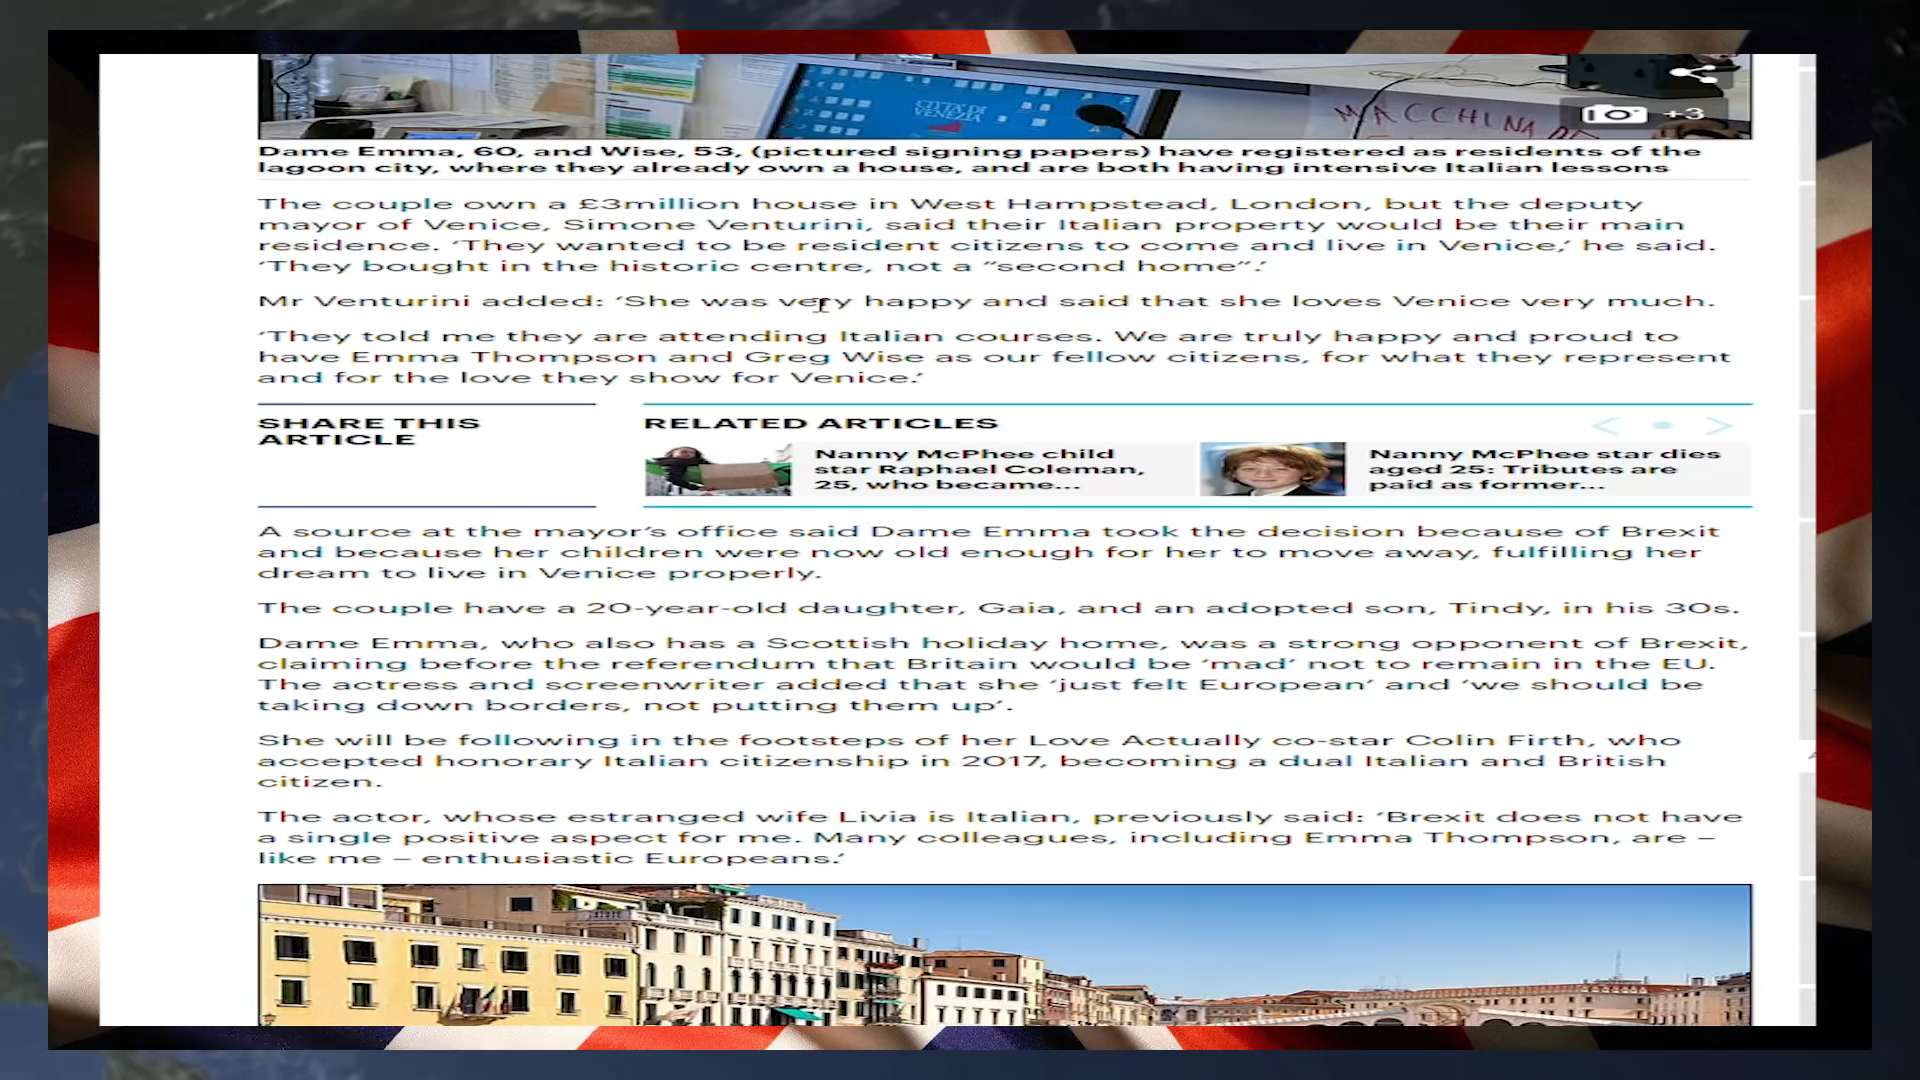 CITTA' DI
VENEZIA
MACCHINA
+3
Dame Emma, 60, and Wise, 53, (pictured signing papers) have registered as residents of the
lagoon city, where they already own a house, and are both having intensive Italian lessons
The couple own a £3million house in West Hampstead, London, but the deputy
mayor of Venice, Simone Venturini, said their Italian property would be their main
residence. ‘They wanted to be resident citizens to come and live in Venice,’ he said.
‘They bought in the historic centre, not a “second home”.’
Mr Venturini added: ‘She was very happy and said that she loves Venice very much.
‘They told me they are attending Italian courses. We are truly happy and proud to
have Emma Thompson and Greg Wise as our fellow citizens, for what they represent
and for the love they show for Venice.’
SHARE THIS
ARTICLE
RELATED ARTICLES
Nanny McPhee child
star Raphael Coleman,
25, who became...
Nanny McPhee star dies
aged 25: Tributes are
paid as former...
A source at the mayor’s office said Dame Emma took the decision because of Brexit
and because her children were now old enough for her to move away, fulfilling her
dream to live in Venice properly.
The couple have a 20-year-old daughter, Gaia, and an adopted son, Tindy, in his 30s.
Dame Emma, who also has a Scottish holiday home, was a strong opponent of Brexit,
claiming before the referendum that Britain would be ‘mad’ not to remain in the EU.
The actress and screenwriter added that she ‘just felt European’ and ‘we should be
taking down borders, not putting them up’.
She will be following in the footsteps of her Love Actually co-star Colin Firth, who
accepted honorary Italian citizenship in 2017, becoming a dual Italian and British
citizen.
The actor, whose estranged wife Livia is Italian, previously said: ‘Brexit does not have
a single positive aspect for me. Many colleagues, including Emma Thompson, are –
like me – enthusiastic Europeans.’